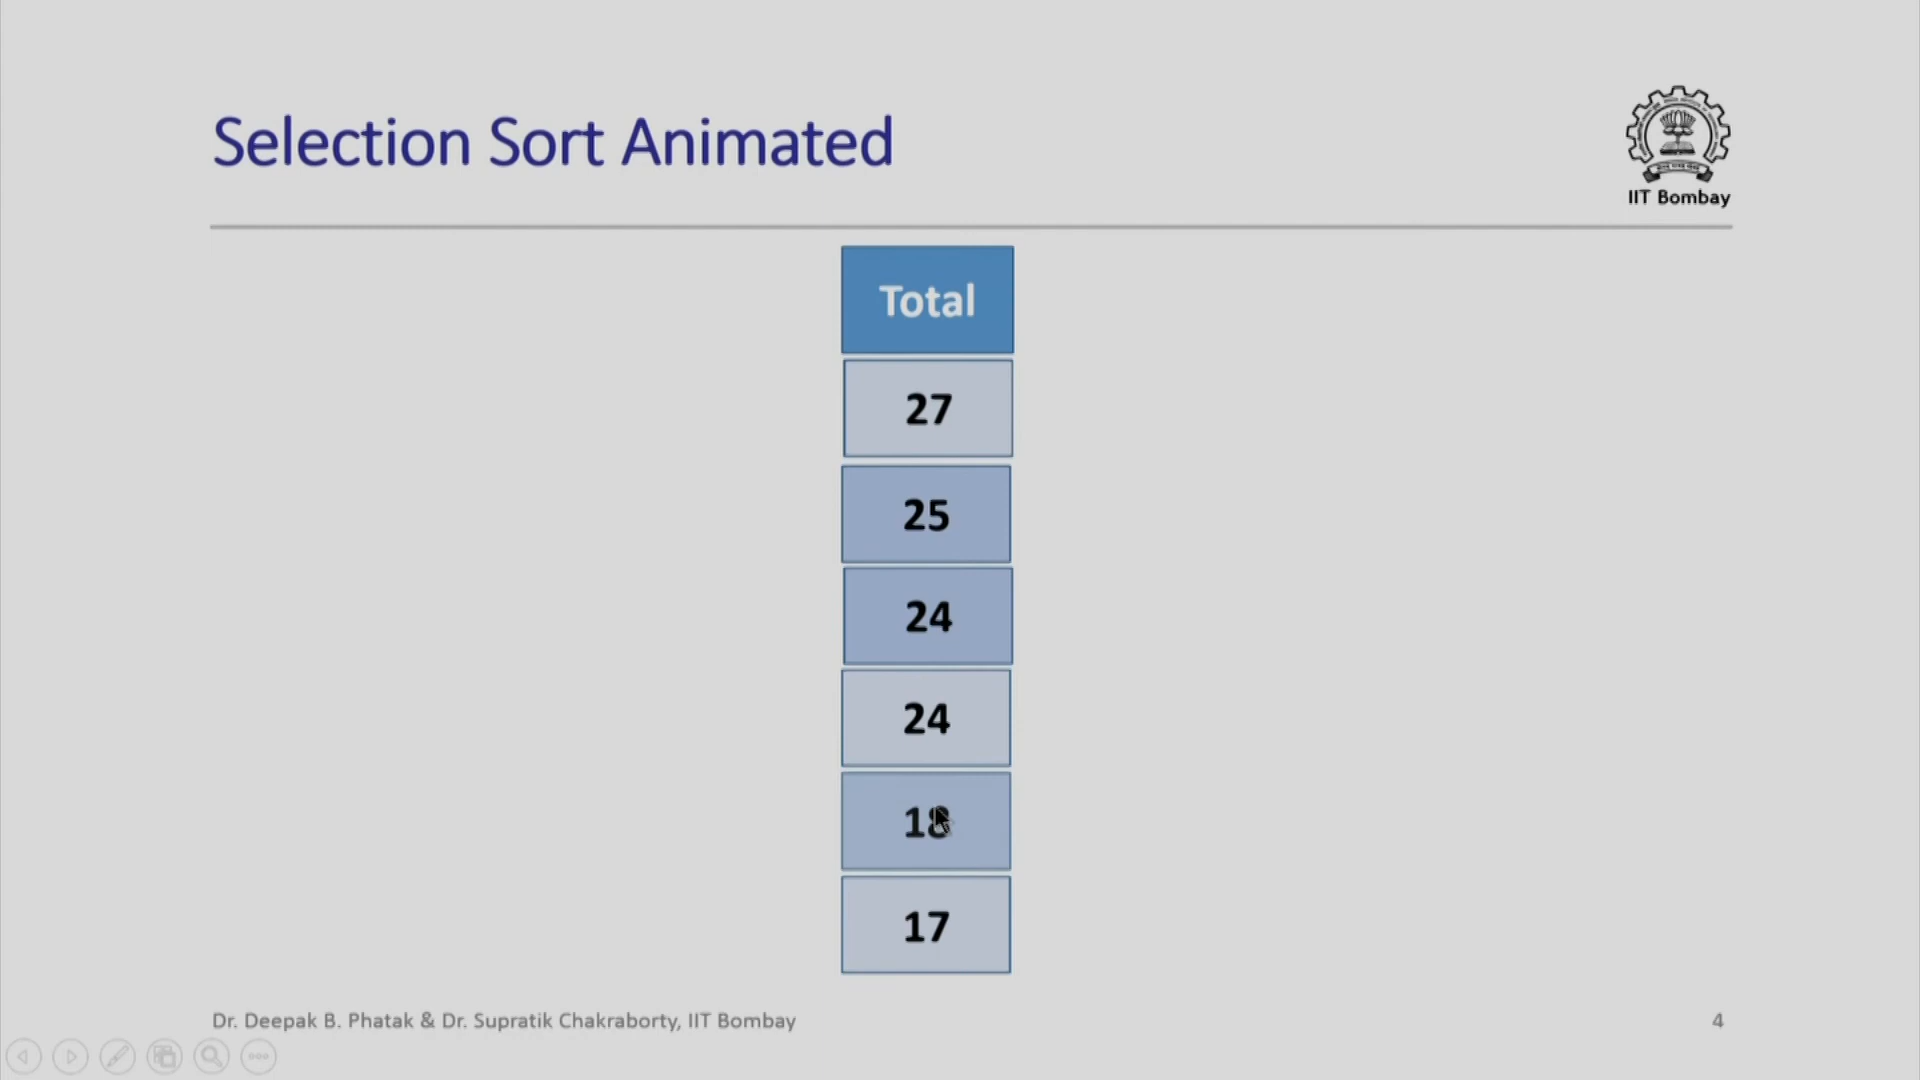 Selection Sort Animated
IIT Bombay
Total
27
25
24
24
18
17
Dr. Deepak B. Phatak & Dr. Supratik Chakraborty, IIT Bombay
4